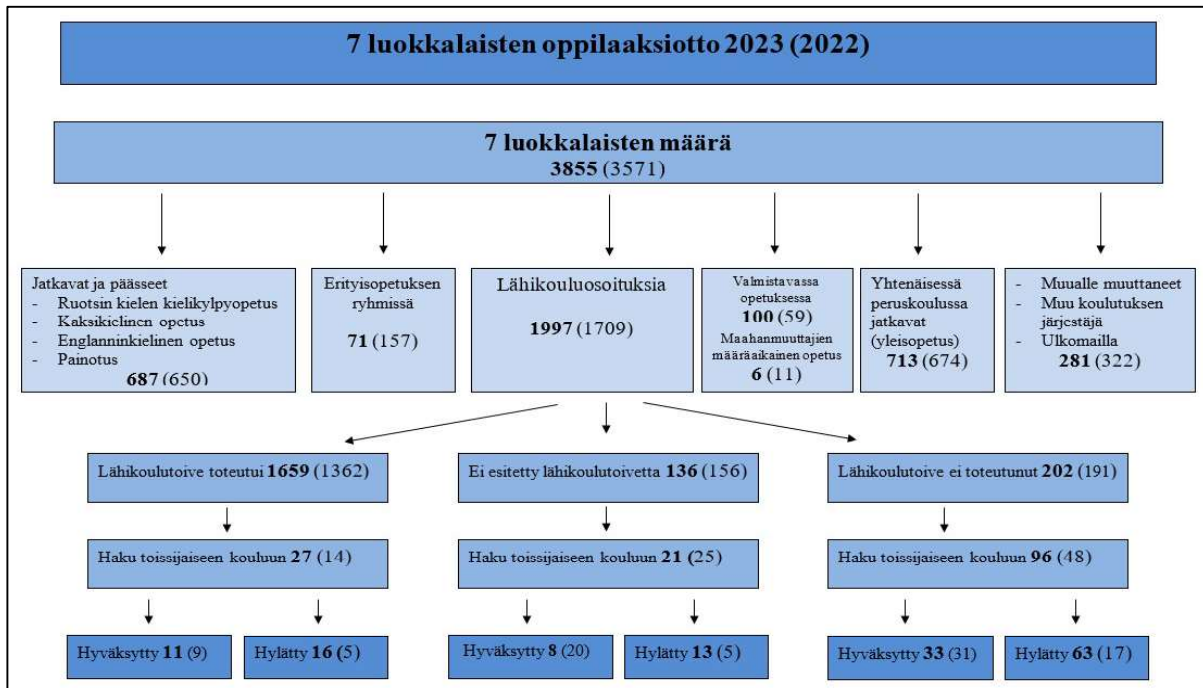 7 luokkalaisten oppilaaksiotto 2023 (2022)
7 luokkalaisten määrä
3855 (3571)
Jatkavat ja päässeet
- Ruotsin kielen kielikylpyopetus
- Kaksikielinen opetus
- Englanninkielinen opetus
- Painotus
687 (650)
Erityisopetuksen
ryhmissä
71 (157)
Lähikouluosoituksia
1997 (1709)
Valmistavassa
opetuksessa
100 (59)
Maahanmuuttajien
määräaikainen opetus
6 (11)
Yhtenäisessä
peruskoulussa
jatkavat
(yleisopetus)
713 (674)
- Muualle muuttaneet
- Muu koulutuksen
järjestäjä
- Ulkomailla
281 (322)
Lähikoulutoive toteutui 1659 (1362)
Ei esitetty lähikoulutoivetta 136 (156)
Lähikoulutoive ei toteutunut 202 (191)
Haku toissijaiseen kouluun 27 (14)
Haku toissijaiseen kouluun 21 (25)
Haku toissijaiseen kouluun 96 (48)
Hyväksytty 11 (9)
Hylätty 16 (5)
Hyväksytty 8 (20)
Hylätty 13 (5)
Hyväksytty 33 (31)
Hylätty 63 (17)